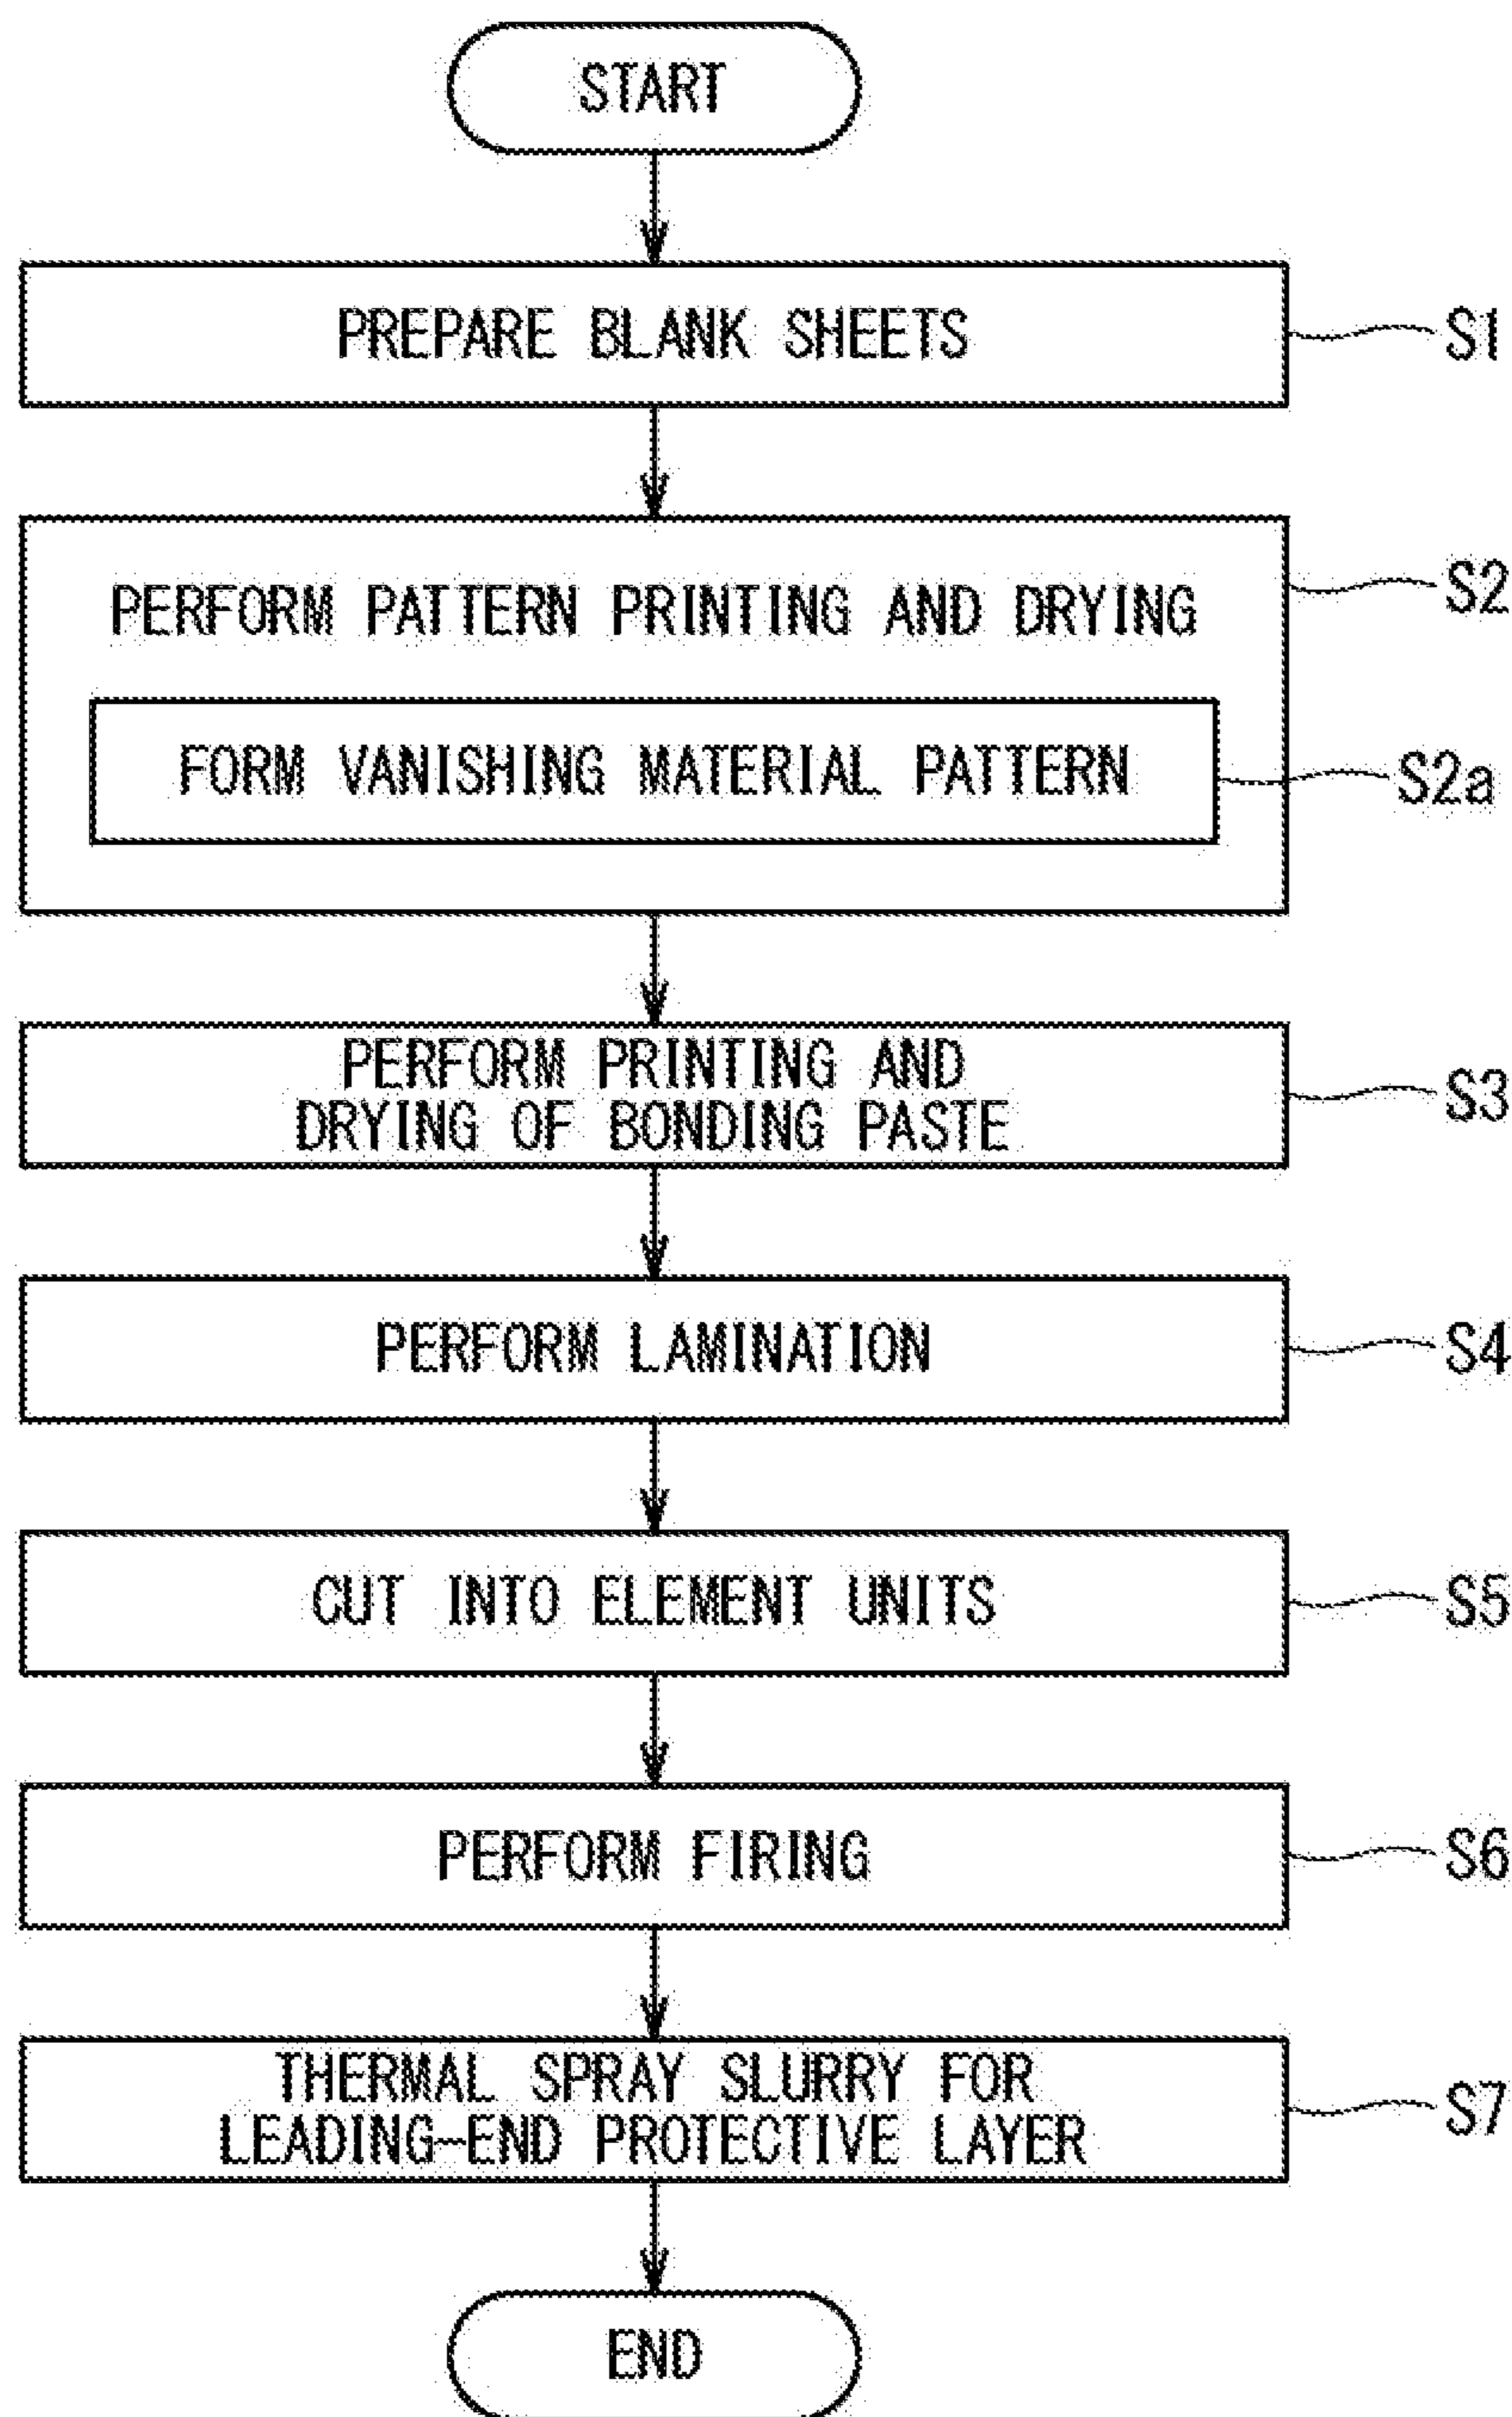 START
PREPARE BLANK SHEETS
S1
PERFORM PATTERN PRINTING AND DRYING
S2
FORM VANISHING MATERIAL PATTERN
S2a
PERFORM PRINTING AND
DRYING OF BONDING PASTE
S3
PERFORM LAMINATION
S4
CUT INTO ELEMENT UNITS
S5
PERFORM FIRING
S6
THERMAL SPRAY SLURRY FOR
LEADING-END PROTECTIVE LAYER
S7
END